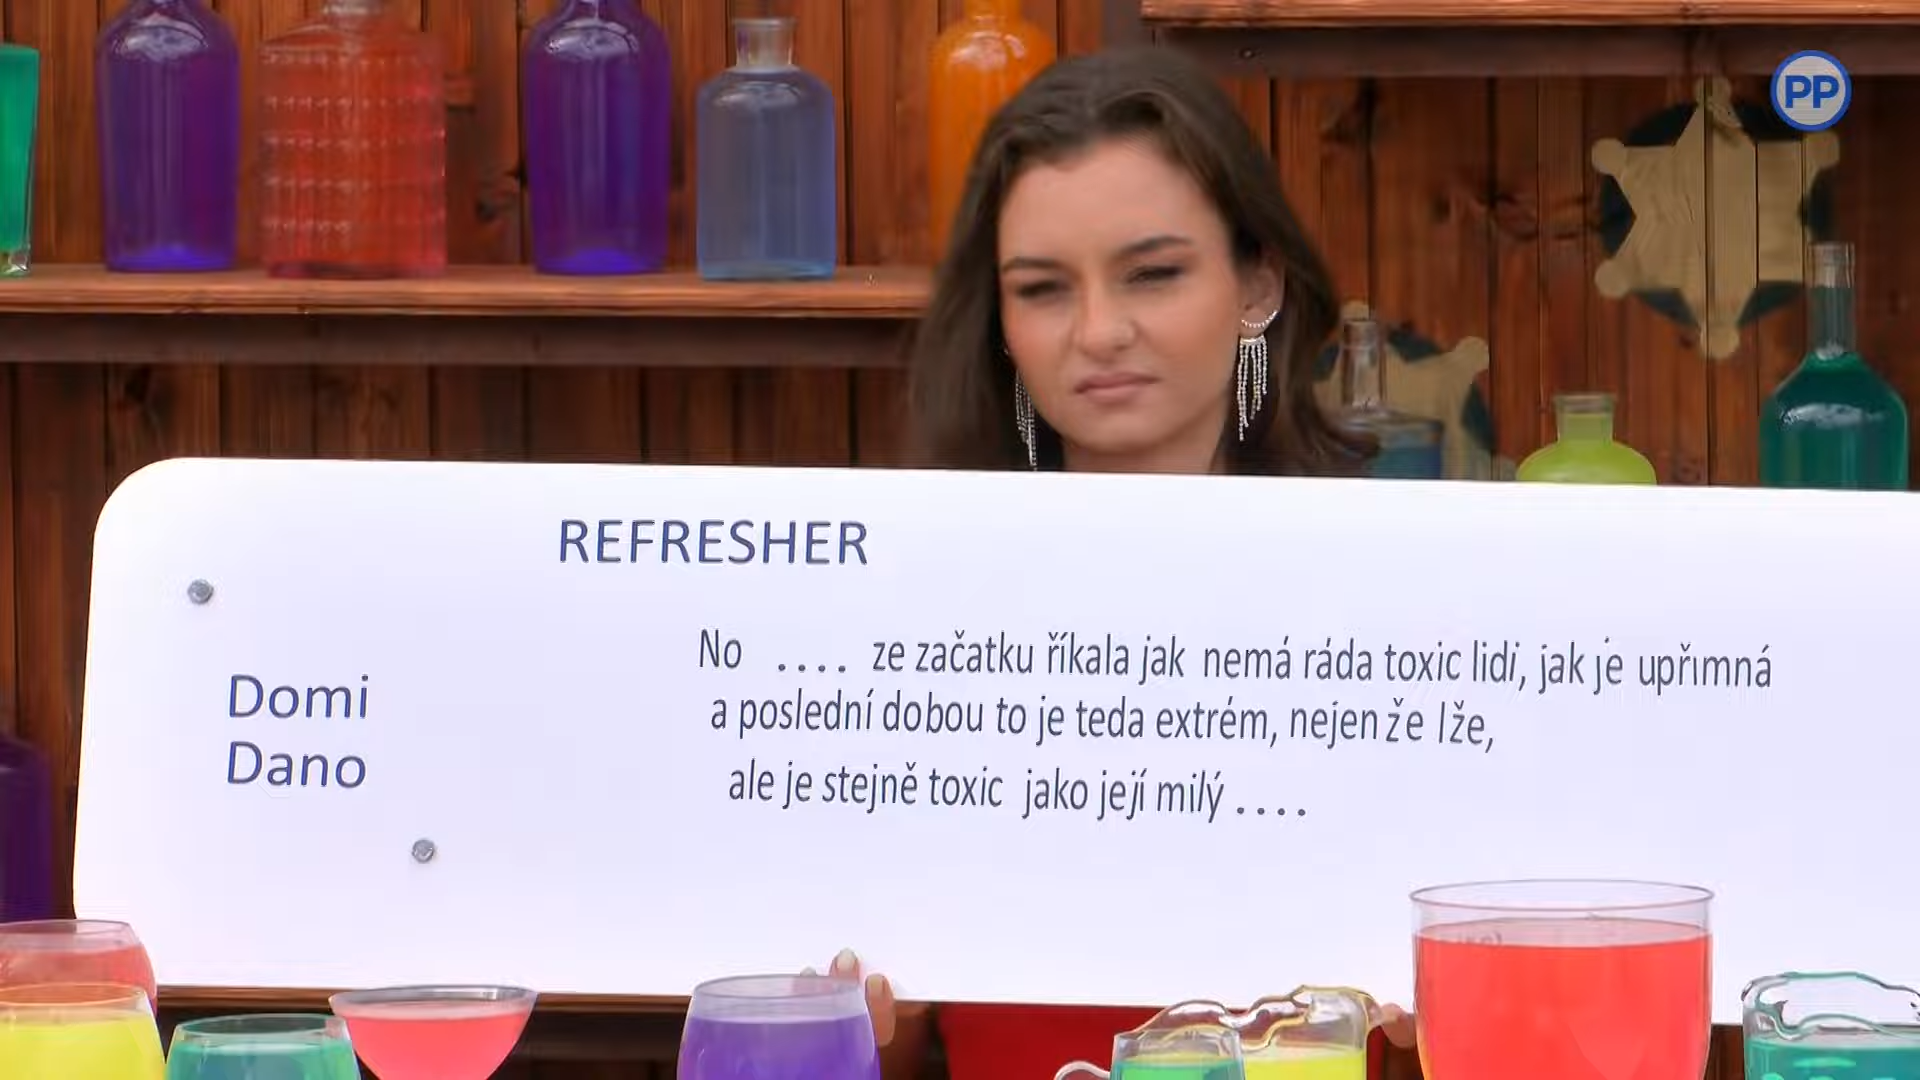 PP
REFRESHER
Domi
Dano
No .... ze začatku říkala jak nemá ráda toxic lidi, jak je upřimná
a poslední dobou to je teda extrém, nejen že lže,
ale je stejně toxic jako její milý ....